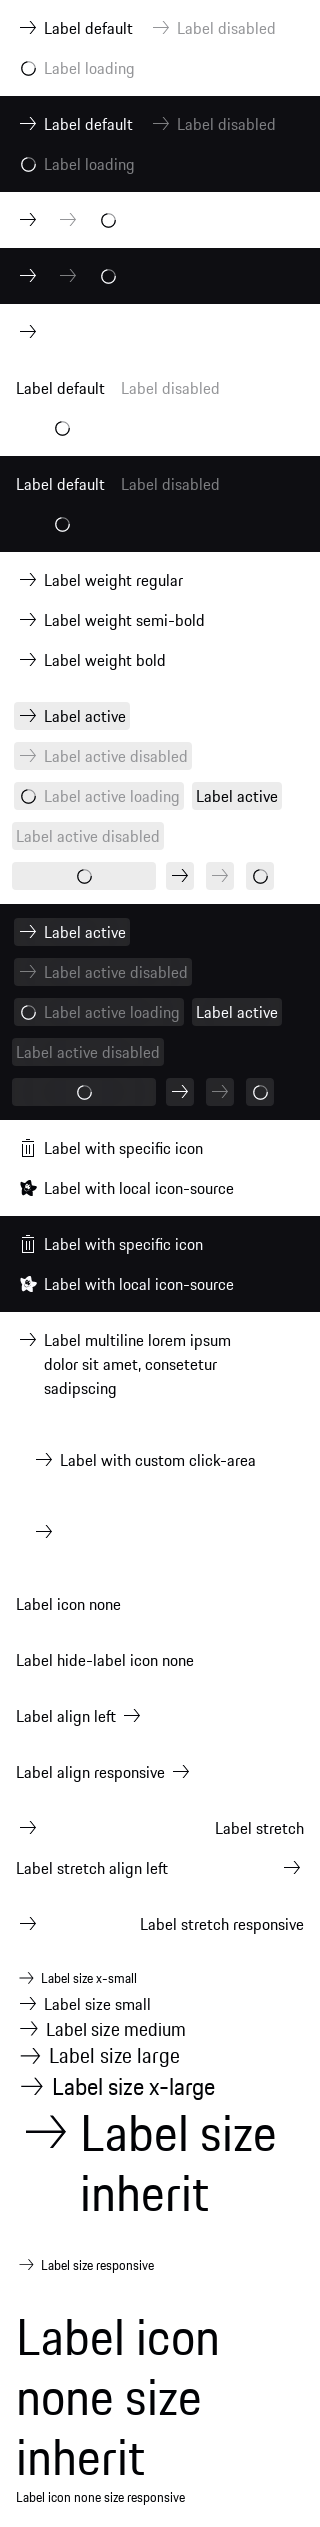 Label default Label disabled
Label loading
Label default Label disabled
Label loading
Label default Label disabled
Label default Label disabled
Label weight regular
Label weight semi-bold
Label weight bold
Label active
Label active disabled
Label active loading Label active
Label active disabled
Label active
Label active disabled
Label active loading Label active
Label active disabled
Label with specific icon
Label with local icon-source
Label with specific icon
Label with local icon-source
Label multiline lorem ipsum
dolor sit amet, consetetur
sadipscing
Label with custom click-area
Label icon none
Label hide-label icon none
Label align left
Label align responsive
Label stretch
Label stretch align left
Label stretch responsive
Label size x-small
Label size small
Label size medium
Label size large
Label size x-large
Label size
inherit
Label size responsive
Label icon
none size
inherit
Label icon none size responsive